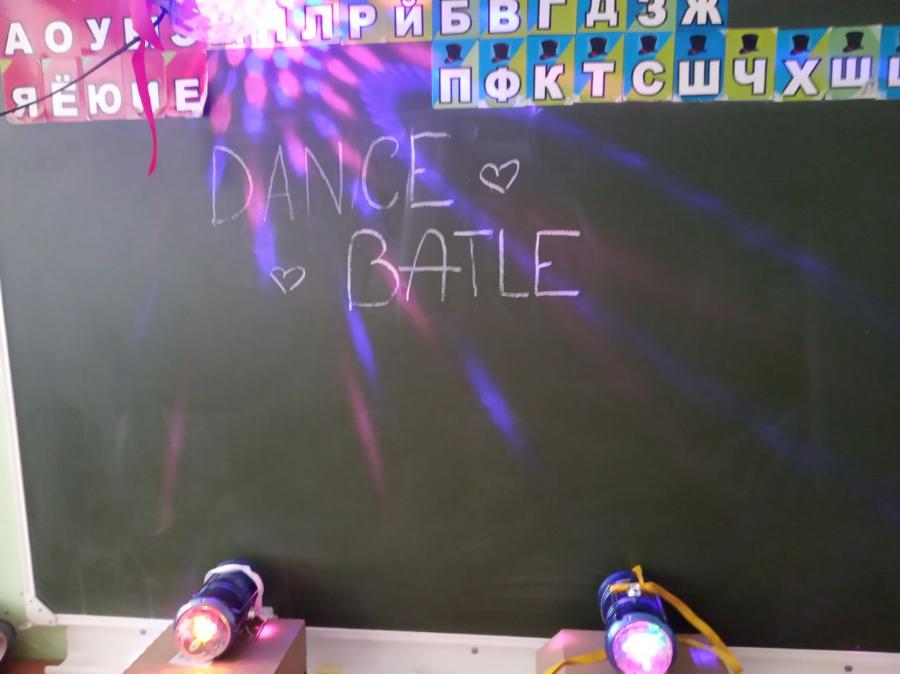 Л Р Й Б В Г Д З Ж
А О У
П Ф К Т С Ш Ч Х Щ
Я Ё Ю И Е
DANCE
BATLE